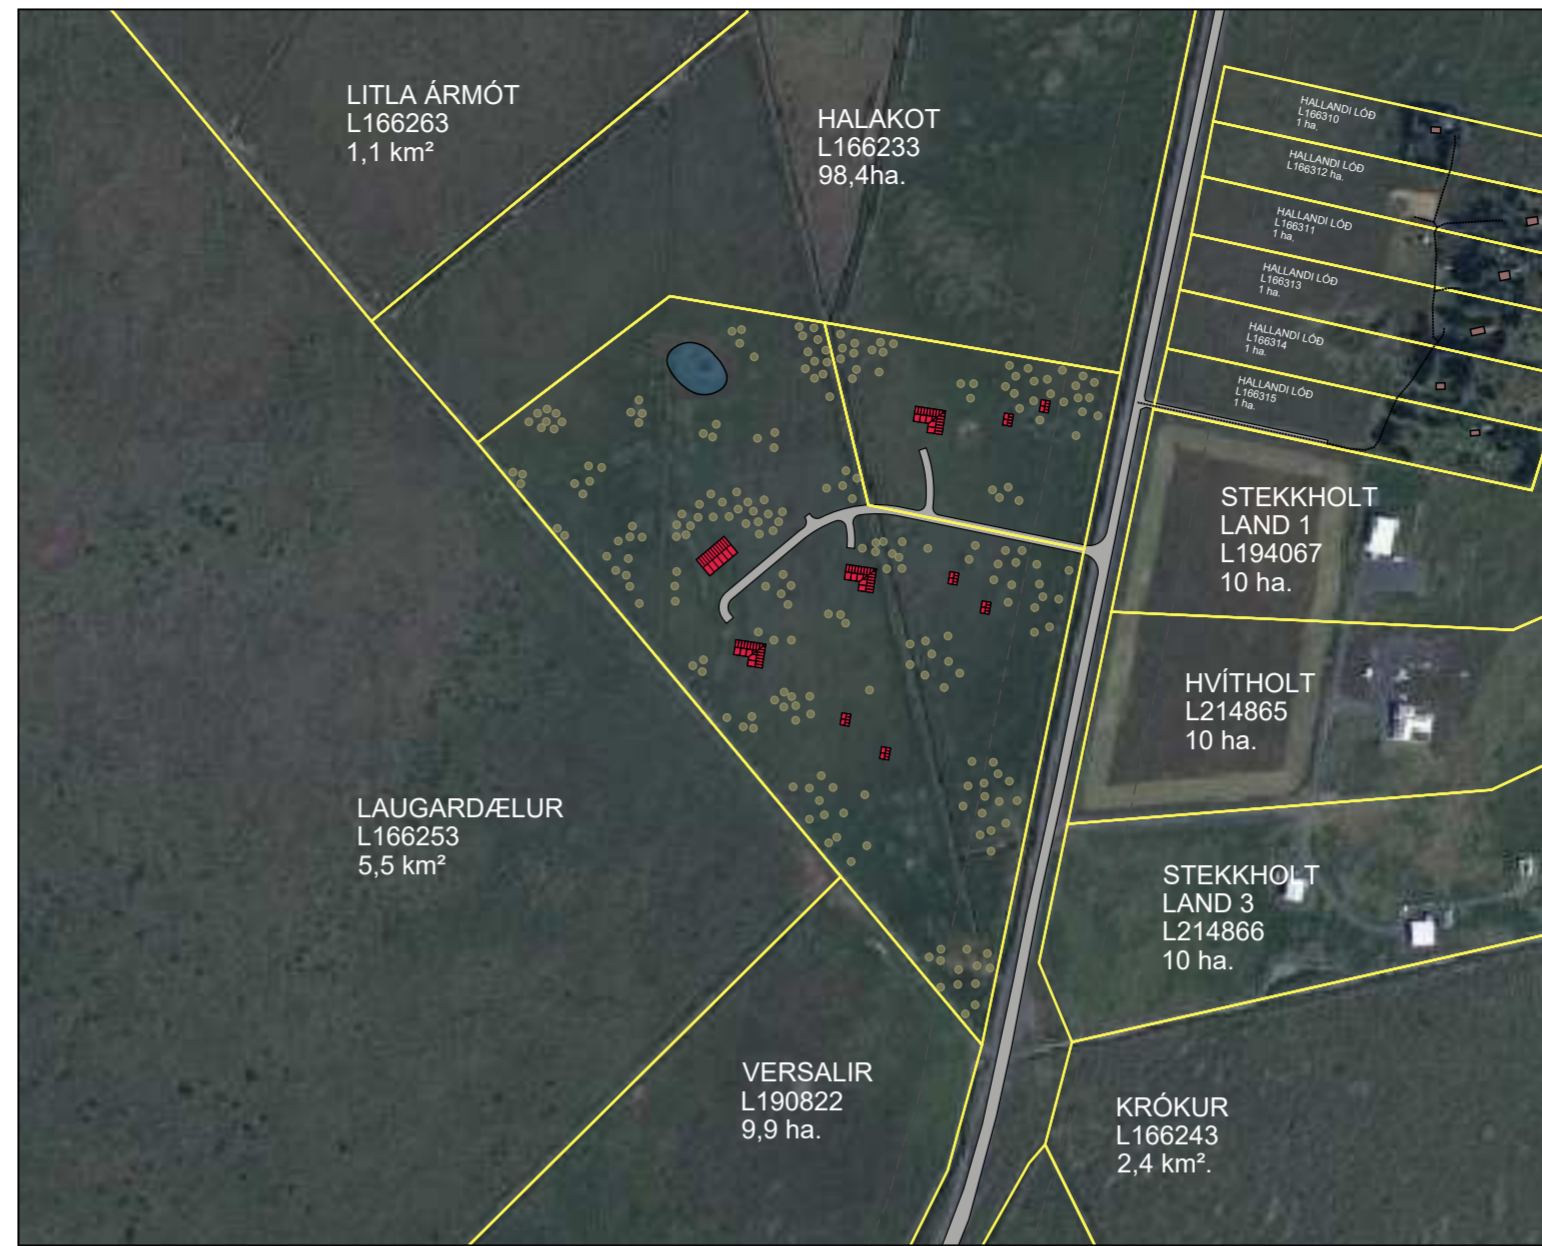 LITLA ÁRMÓT
L166263
1,1 km²
HALAKOT
L166233
98,4ha.
HALLANDI LÓÐ
L166310
1 ha.
HALLANDI LÓÐ
L166312 ha.
HALLANDI LÓÐ
L166311
1 ha.
HALLANDI LÓÐ
L166313
1 ha.
HALLANDI LÓÐ
L166314
1 ha.
HALLANDI LÓÐ
L166315
1 ha.
STEKKHOLT
LAND 1
L194067
10 ha.
HVÍTHOLT
L214865
10 ha.
LAUGARDÆLUR
L166253
5,5 km²
STEKKHOLT
LAND 3
L214866
10 ha.
VERSALIR
L190822
9,9 ha.
KRÓKUR
L166243
2,4 km².